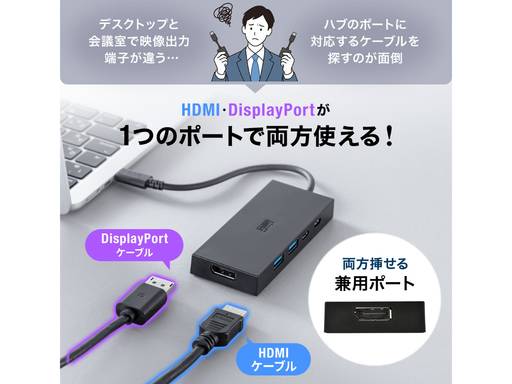 デスクトップと
会議室で映像出力
端子が違う…
ハブのポートに
対応するケーブルを
探すのが面倒
HDMI・DisplayPortが
1つのポートで両方使える！
DisplayPort
ケーブル
HDMI
ケーブル
両方挿せる
兼用ポート